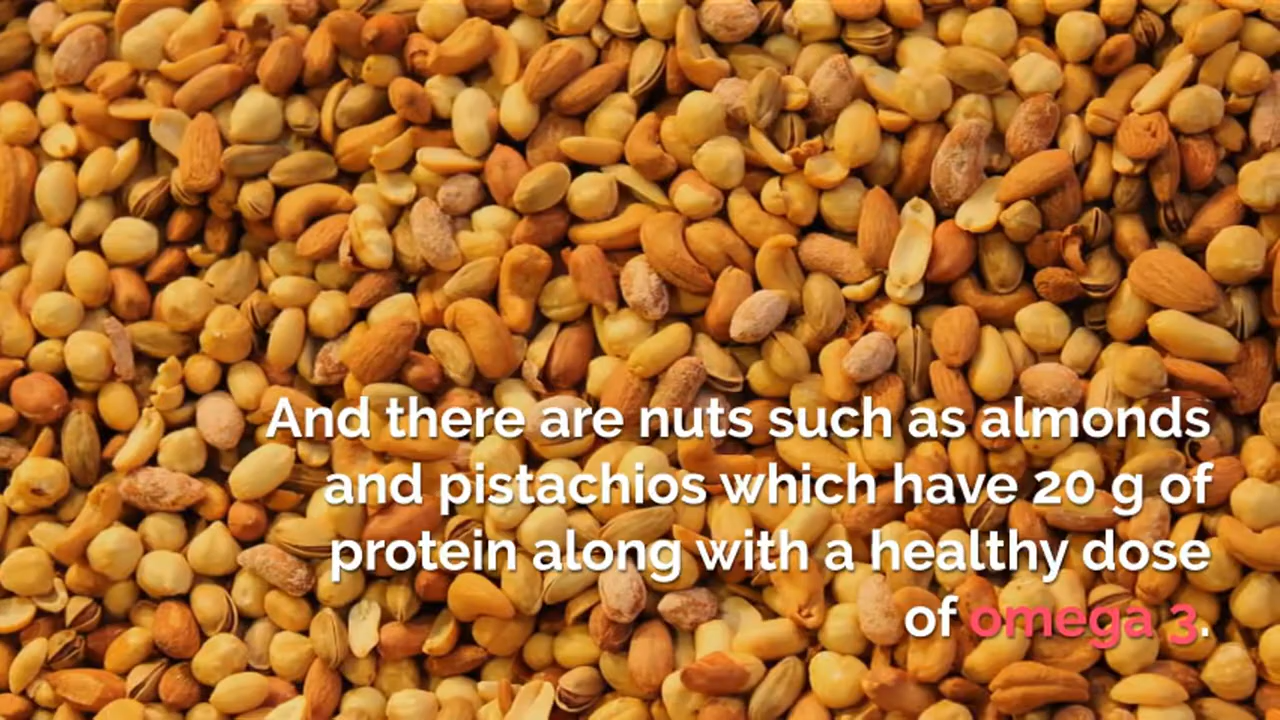 And there are nuts such as almonds
and pistachios which have 20 g of
protein along with a healthy dose
of omega 3.